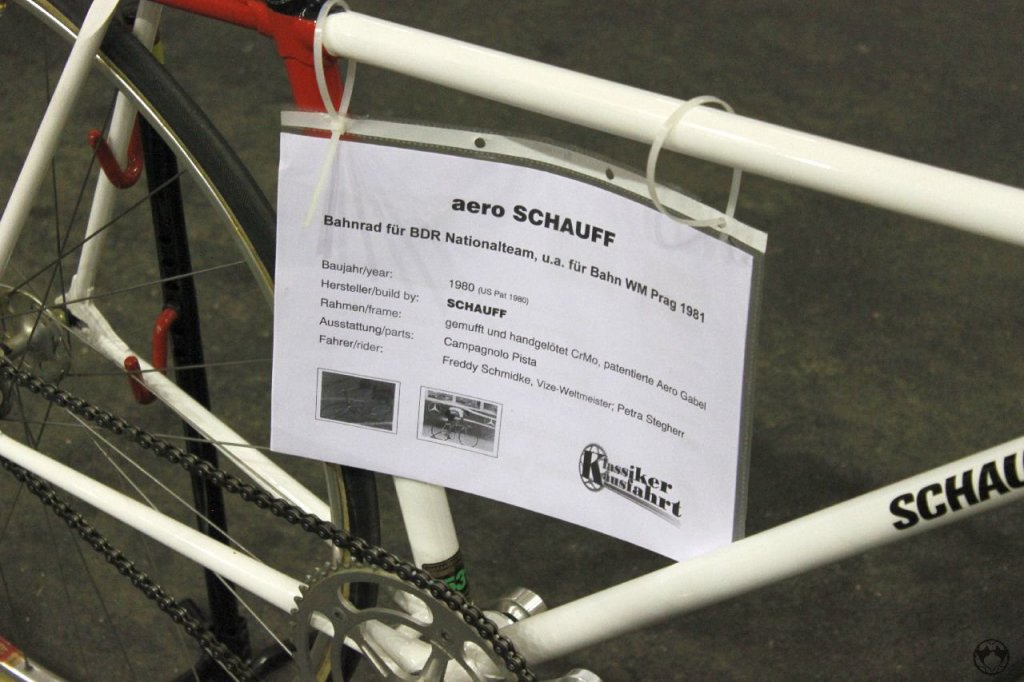 aero SCHAUFF
Bahnrad für BDR Nationalteam, u.a. für Bahn WM Prag 1981
Baujahr/year: 1980 (US Pat 1980)
Hersteller/build by: SCHAUFF
Rahmen/frame: gemufft und handgelötet CrMo, patentierte Aero Gabel
Ausstattung/parts: Campagnolo Pista
Fahrer/rider: Freddy Schmidke, Vize-Weltmeister; Petra Stegherr
Klassiker
Ausfahrt
SCHAU